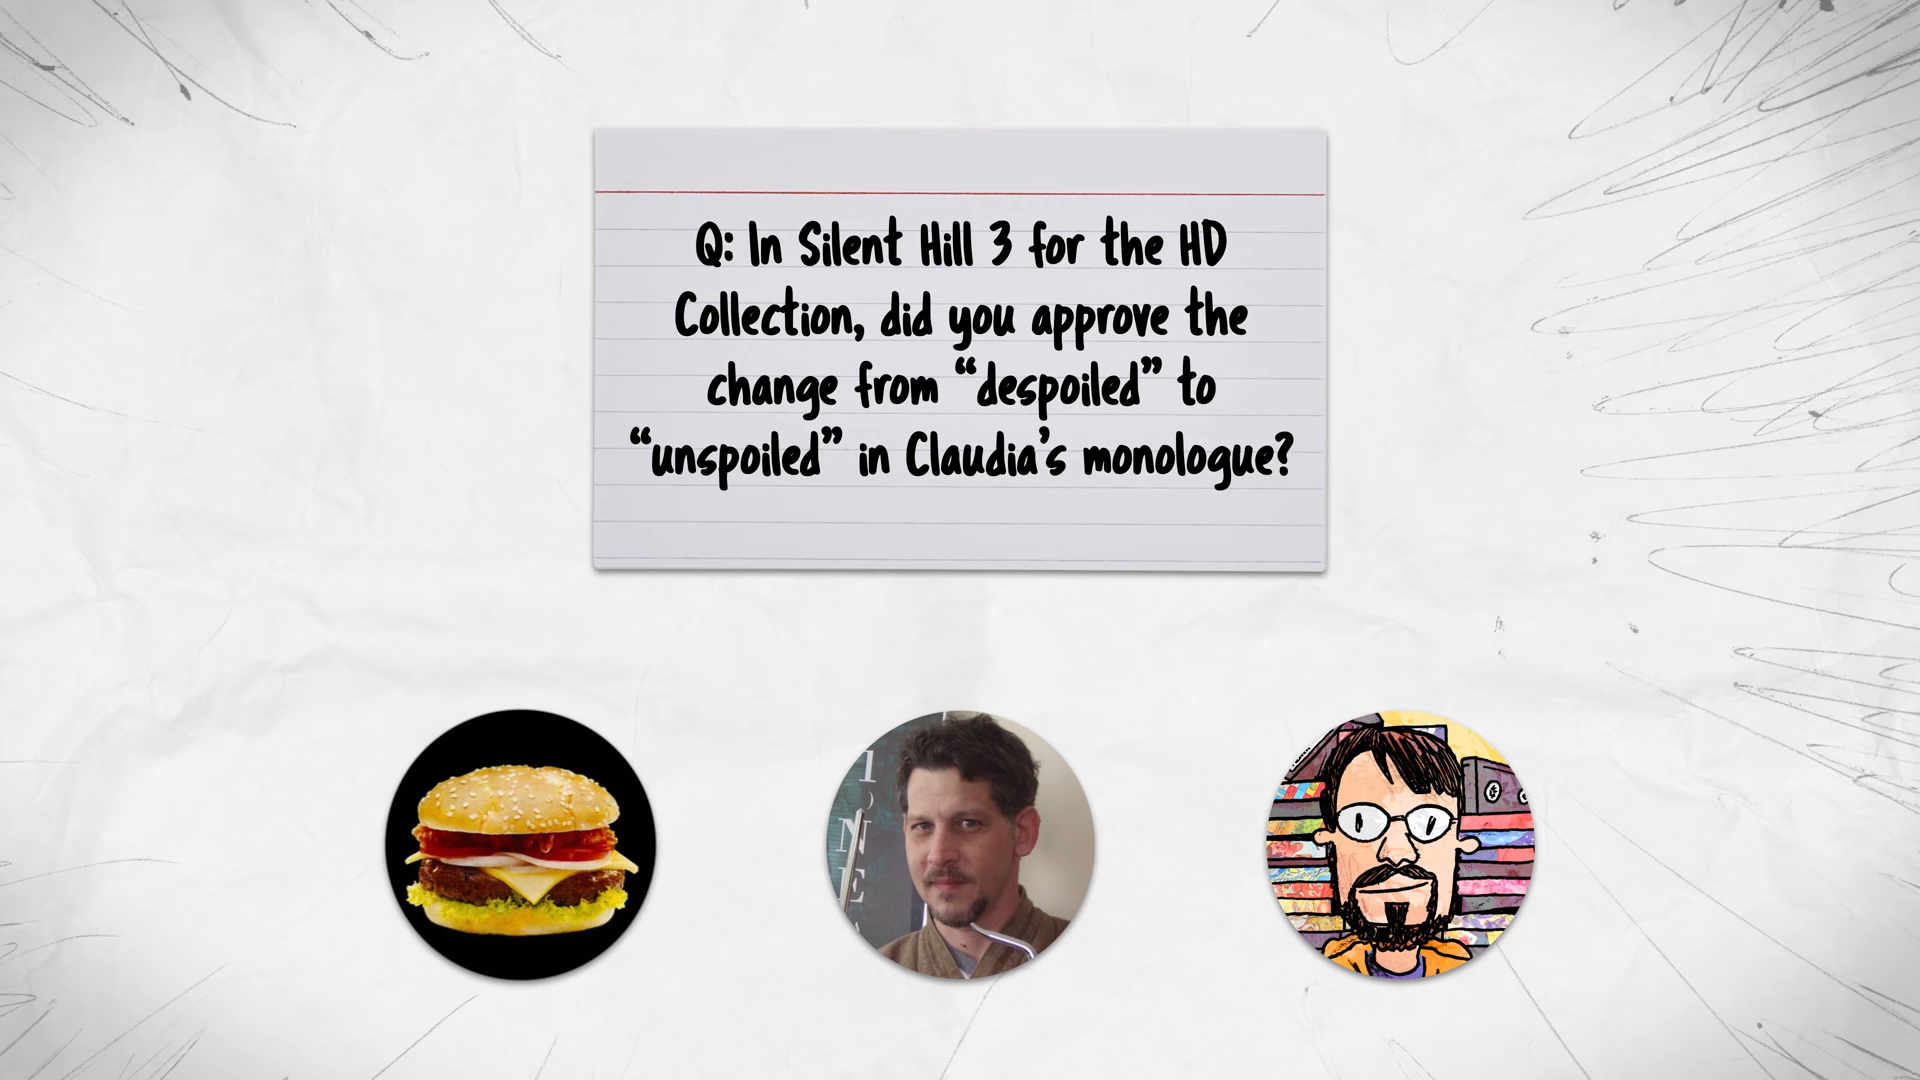 Q: In Silent Hill 3 for the HD
Collection, did you approve the
change from “despoiled” to
“unspoiled” in Claudia’s monologue?